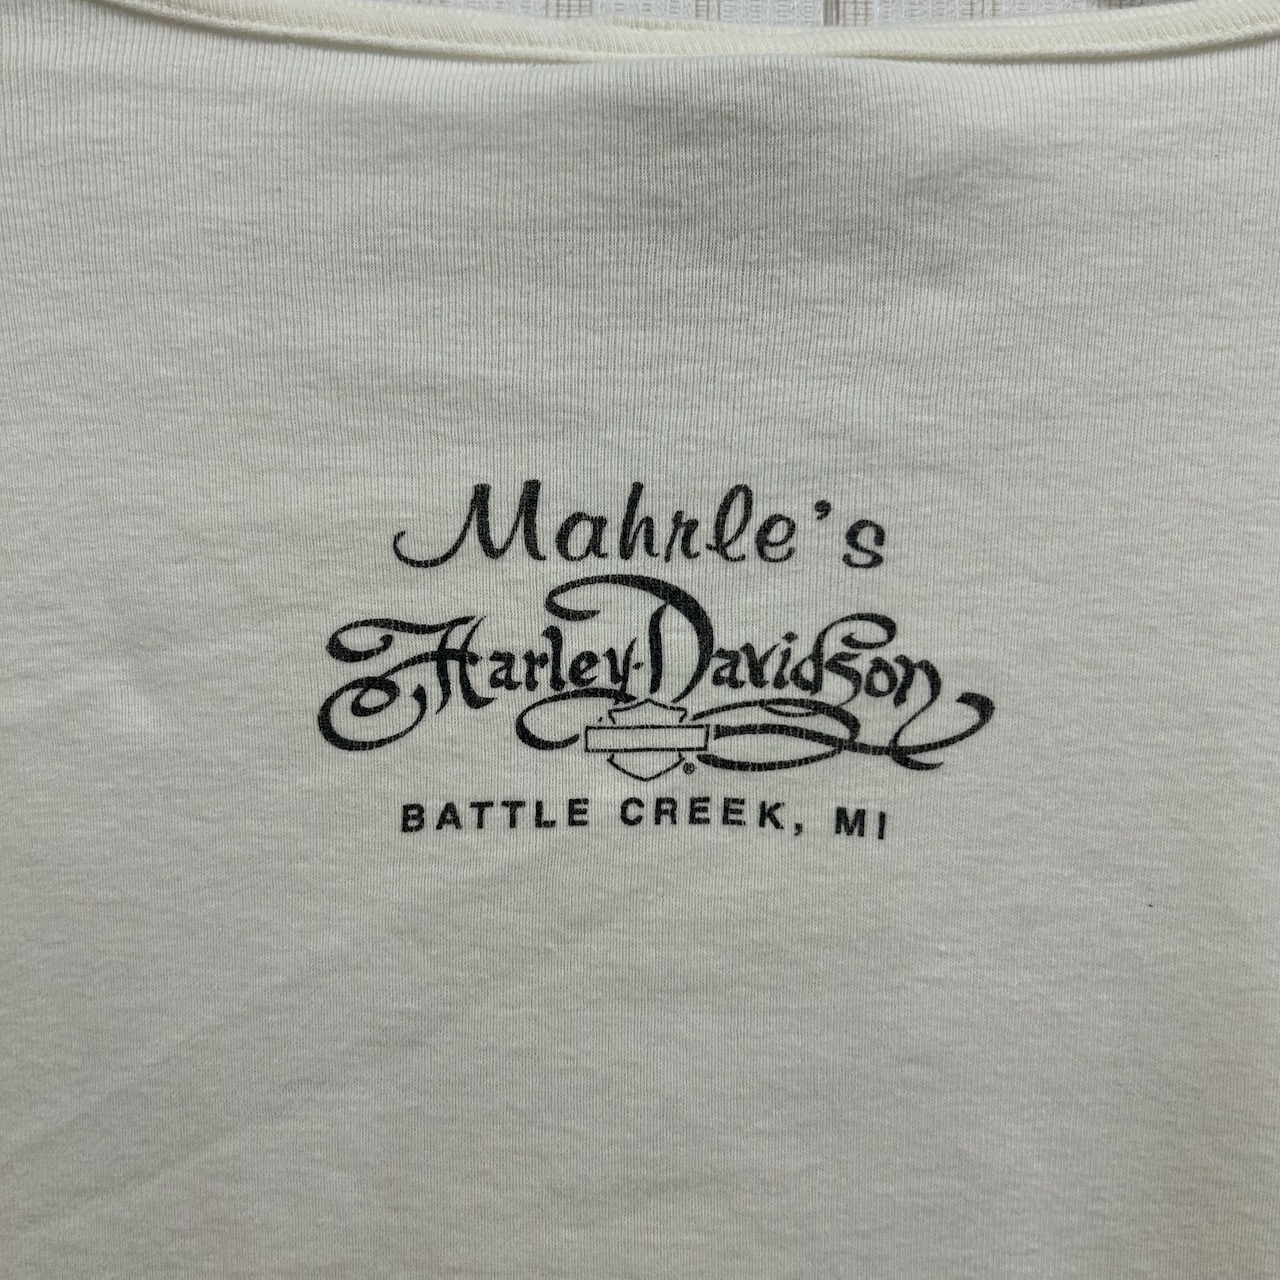 Mahrle's
Harley-Davidson
®
BATTLE CREEK, MI